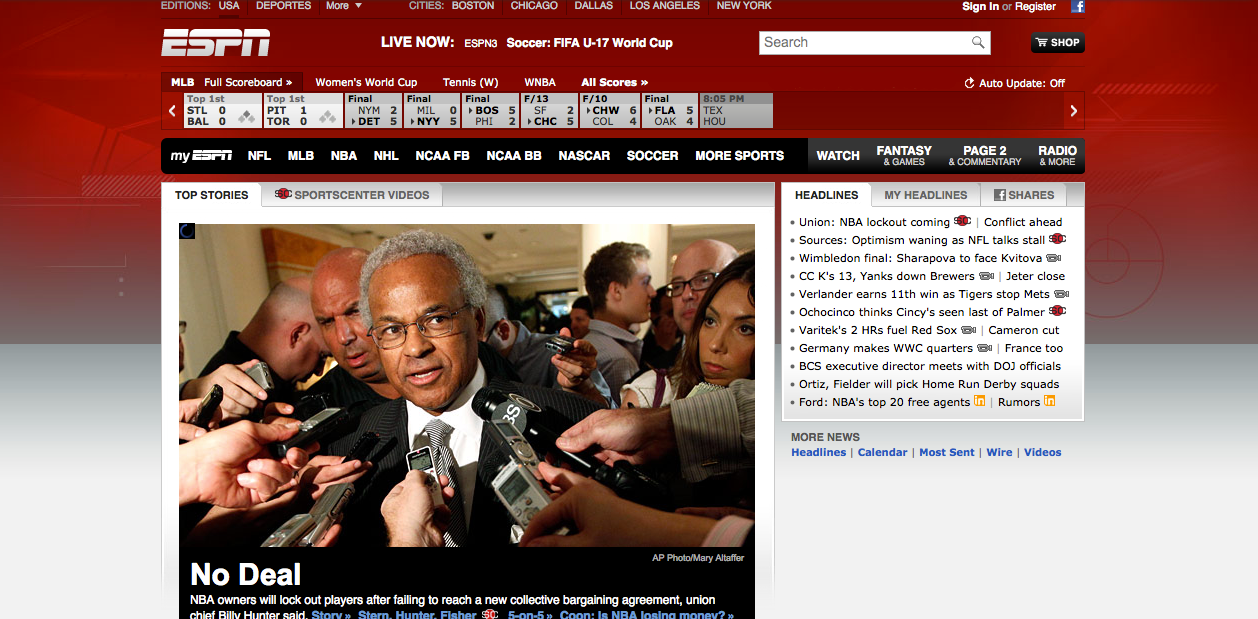 EDITIONS: USA DEPORTES More CITIES: BOSTON CHICAGO DALLAS LOS ANGELES NEW YORK Sign In or Register f
ESPN LIVE NOW: ESPN3 Soccer: FIFA U-17 World Cup Search SHOP
MLB Full Scoreboard » Women's World Cup Tennis (W) WNBA All Scores » Auto Update: Off
Top 1st Top 1st Final Final Final F/13 F/10 Final 8:05 PM
STL 0 PIT 1 NYM 2 MIL 0 BOS 5 SF 2 CHW 6 FLA 5 TEX
BAL 0 TOR 0 DET 5 NYY 5 PHI 2 CHC 5 COL 4 OAK 4 HOU
my ESPN NFL MLB NBA NHL NCAA FB NCAA BB NASCAR SOCCER MORE SPORTS WATCH FANTASY & GAMES PAGE 2 & COMMENTARY RADIO & MORE
TOP STORIES SC SPORTSCENTER VIDEOS HEADLINES MY HEADLINES f SHARES
Union: NBA lockout coming SC | Conflict ahead
Sources: Optimism waning as NFL talks stall SC
Wimbledon final: Sharapova to face Kvitova
CC K's 13, Yanks down Brewers | Jeter close
Verlander earns 11th win as Tigers stop Mets
Ochocinco thinks Cincy's seen last of Palmer SC
Varitek's 2 HRs fuel Red Sox | Cameron cut
Germany makes WWC quarters | France too
BCS executive director meets with DOJ officials
Ortiz, Fielder will pick Home Run Derby squads
Ford: NBA's top 20 free agents in | Rumors in
MORE NEWS
Headlines | Calendar | Most Sent | Wire | Videos
AP Photo/Mary Altaffer
No Deal
NBA owners will lock out players after failing to reach a new collective bargaining agreement, union
chief Billy Hunter said. Story » Stern, Hunter, Fisher SC 5-on-5 » Coon: Is NBA losing money? »